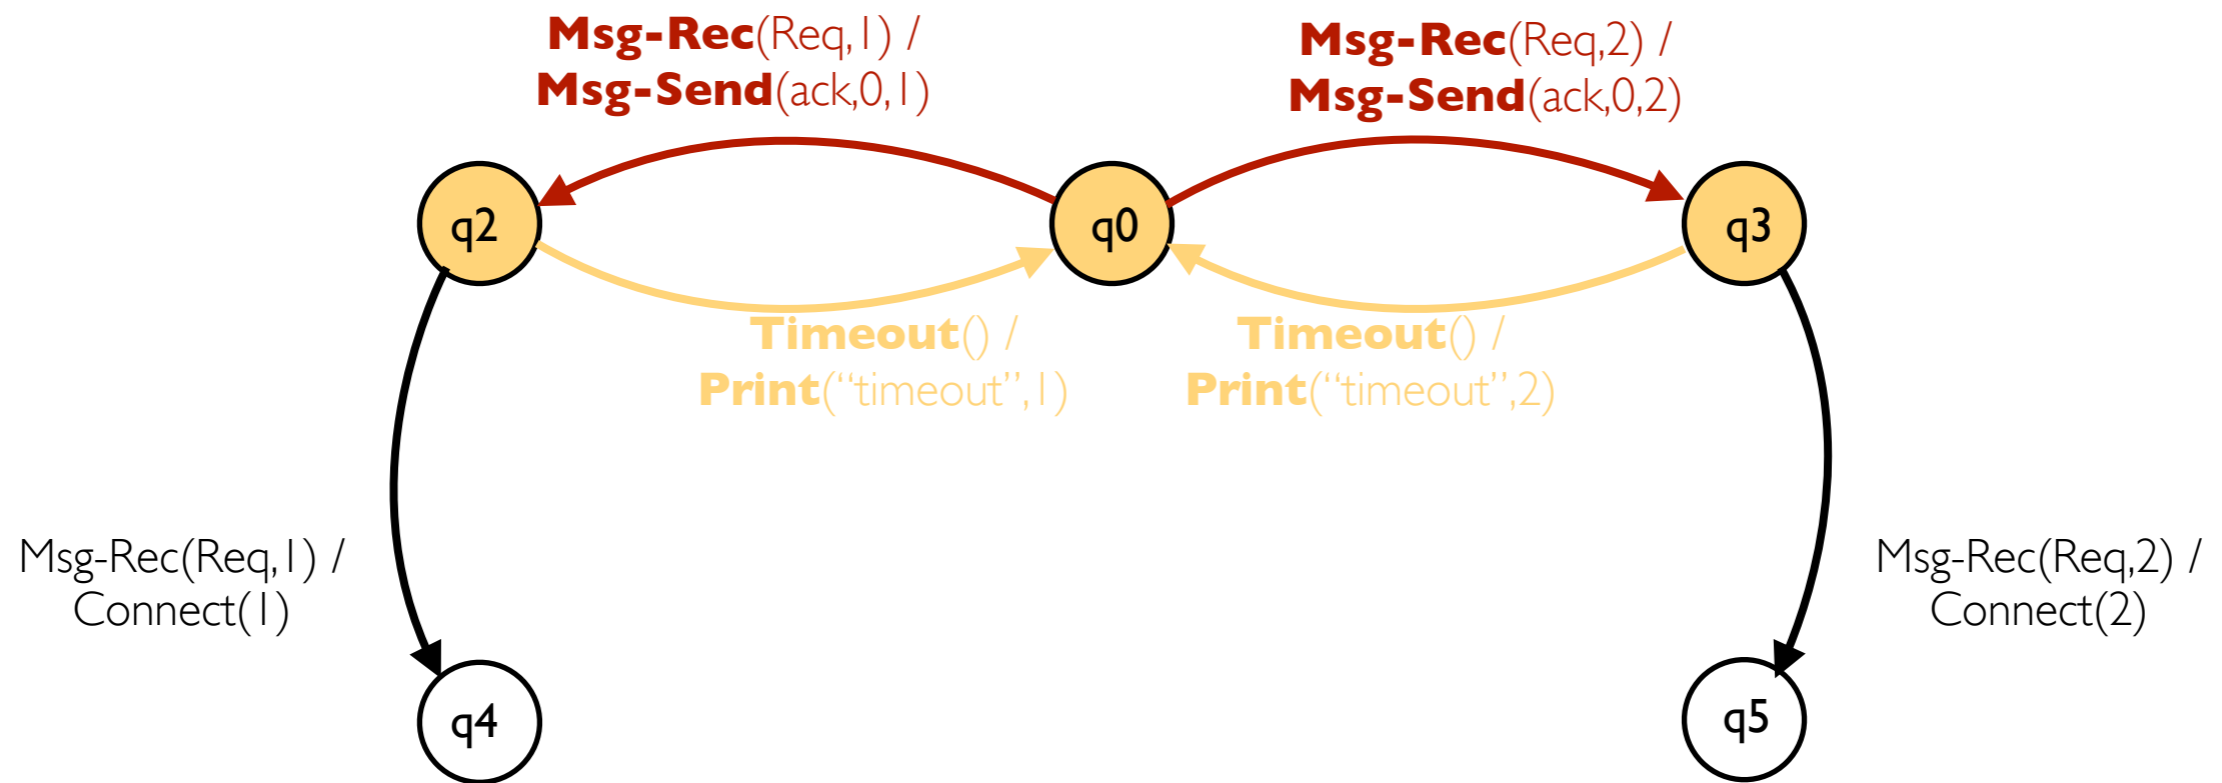 Msg-Rec(Req,1) /
Msg-Send(ack,0,1)
Msg-Rec(Req,2) /
Msg-Send(ack,0,2)
q2
q0
q3
Timeout() /
Print(“timeout”,1)
Timeout() /
Print(“timeout”,2)
Msg-Rec(Req,1) /
Connect(1)
Msg-Rec(Req,2) /
Connect(2)
q4
q5